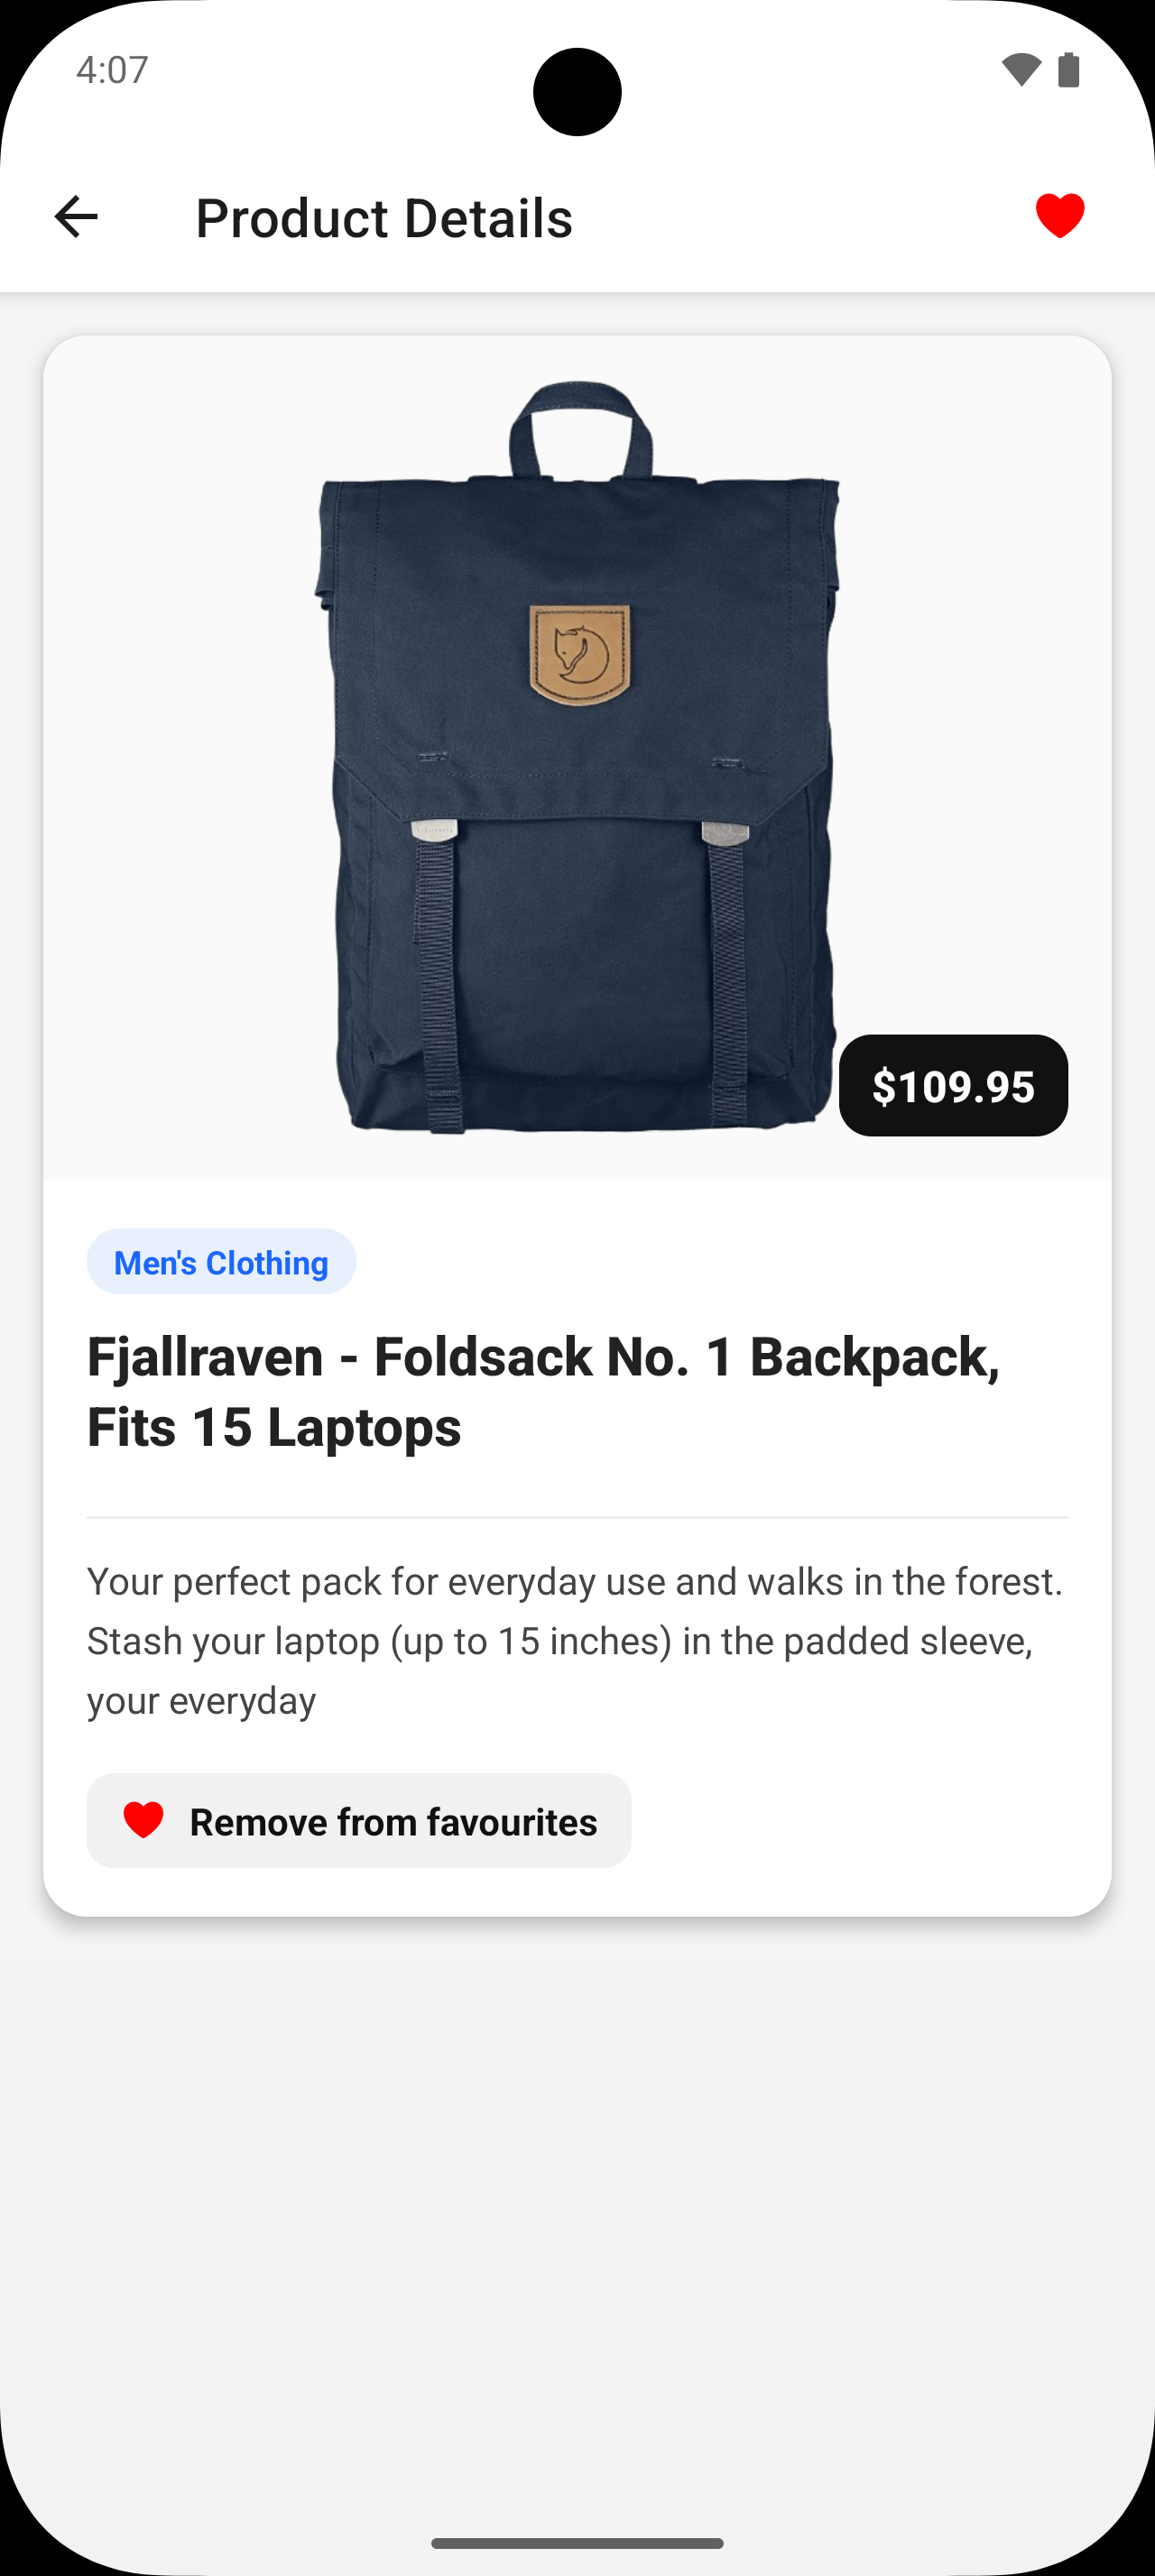 4:07
Product Details
$109.95
Men's Clothing
Fjallraven - Foldsack No. 1 Backpack,
Fits 15 Laptops
Your perfect pack for everyday use and walks in the forest.
Stash your laptop (up to 15 inches) in the padded sleeve,
your everyday
Remove from favourites